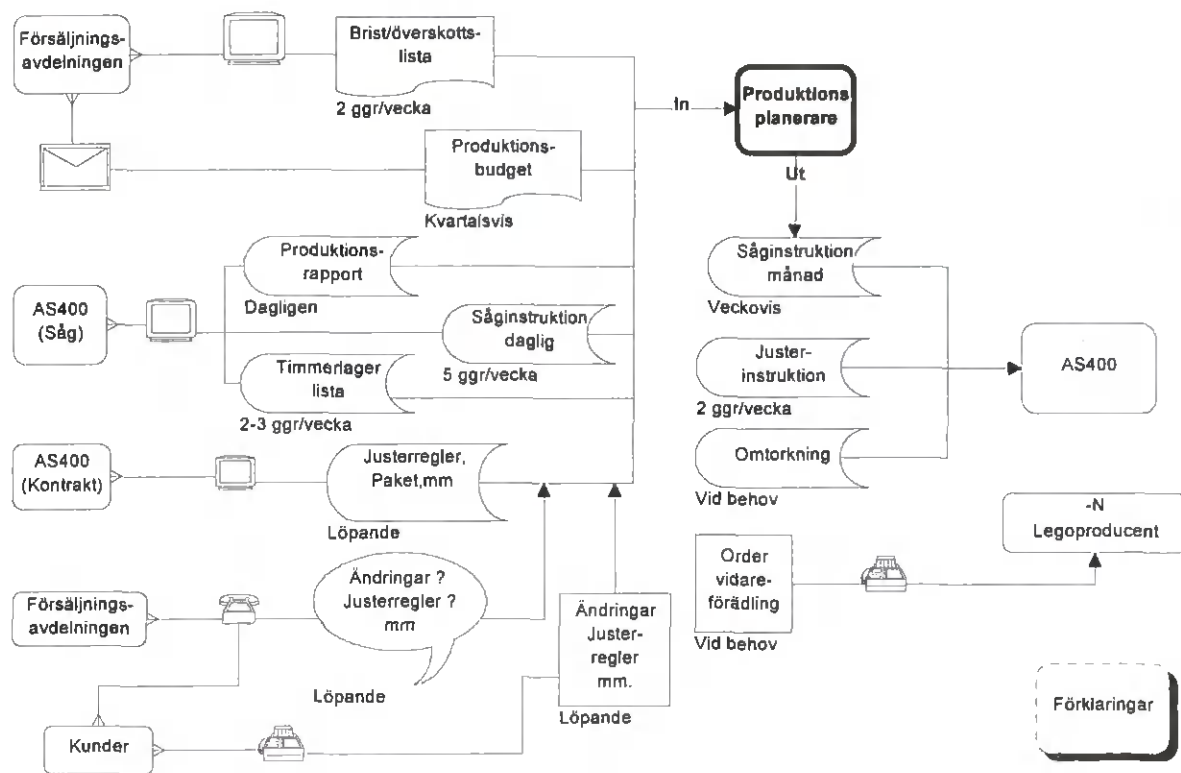 Försäljnings-
avdelningen
Brist/överskotts-
lista
2 ggr/vecka
Produktions-
budget
Kvartalsvis
In
Produktions
planerare
Ut
Produktions-
rapport
Dagligen
AS400
(Såg)
Såginstruktion
daglig
5 ggr/vecka
Timmerlager
lista
2-3 ggr/vecka
Såginstruktion
månad
Veckovis
Juster-
instruktion
2 ggr/vecka
AS400
Omtorkning
Vid behov
AS400
(Kontrakt)
Justerregler,
Paket,mm
Löpande
-N
Legoproducent
Order
vidare-
förädling
Vid behov
Försäljnings-
avdelningen
Ändringar ?
Justerregler ?
mm
Löpande
Ändringar
Juster-
regler
mm.
Löpande
Kunder
Förklaringar